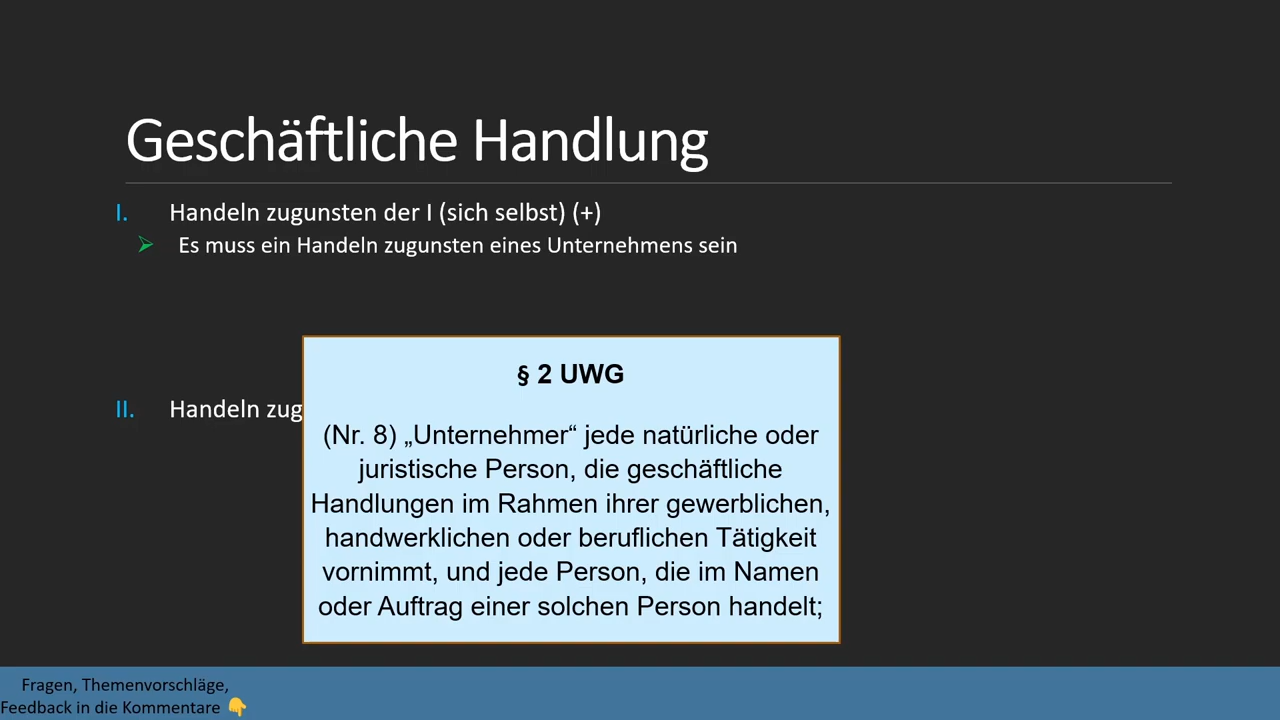 Geschäftliche Handlung
I. Handeln zugunsten der I (sich selbst) (+)
Es muss ein Handeln zugunsten eines Unternehmens sein
II. Handeln zug
§ 2 UWG
(Nr. 8) „Unternehmer“ jede natürliche oder
juristische Person, die geschäftliche
Handlungen im Rahmen ihrer gewerblichen,
handwerklichen oder beruflichen Tätigkeit
vornimmt, und jede Person, die im Namen
oder Auftrag einer solchen Person handelt;
Fragen, Themenvorschläge,
Feedback in die Kommentare 👇